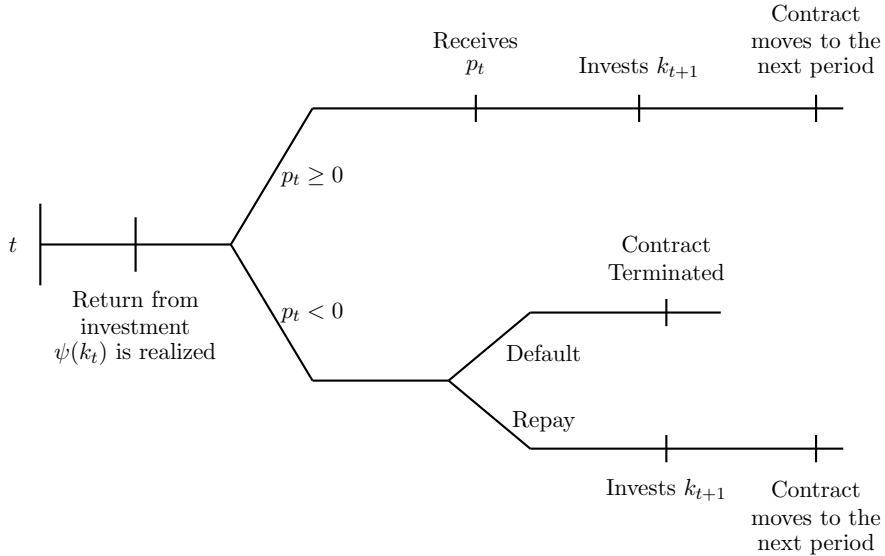 Contract
moves to the
next period
Receives
p_t
Invests k_{t+1}
p_t ≥ 0
t
Return from
investment
ψ(k_t) is realized
p_t < 0
Contract
Terminated
Default
Repay
Invests k_{t+1}
Contract
moves to the
next period